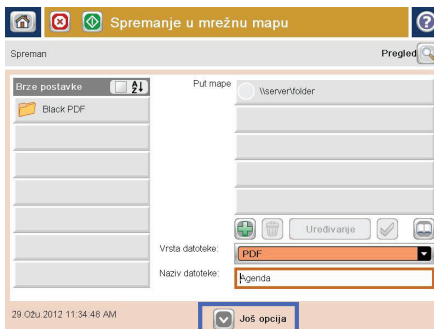 Spremanje u mrežnu mapu
Spreman
Pregled
Brze postavke
Put mape
\\server\folder
Black PDF
Uređivanje
Vrsta datoteke:
PDF
Naziv datoteke:
Agenda
29.Ožu.2012 11:34:48 AM
Još opcija